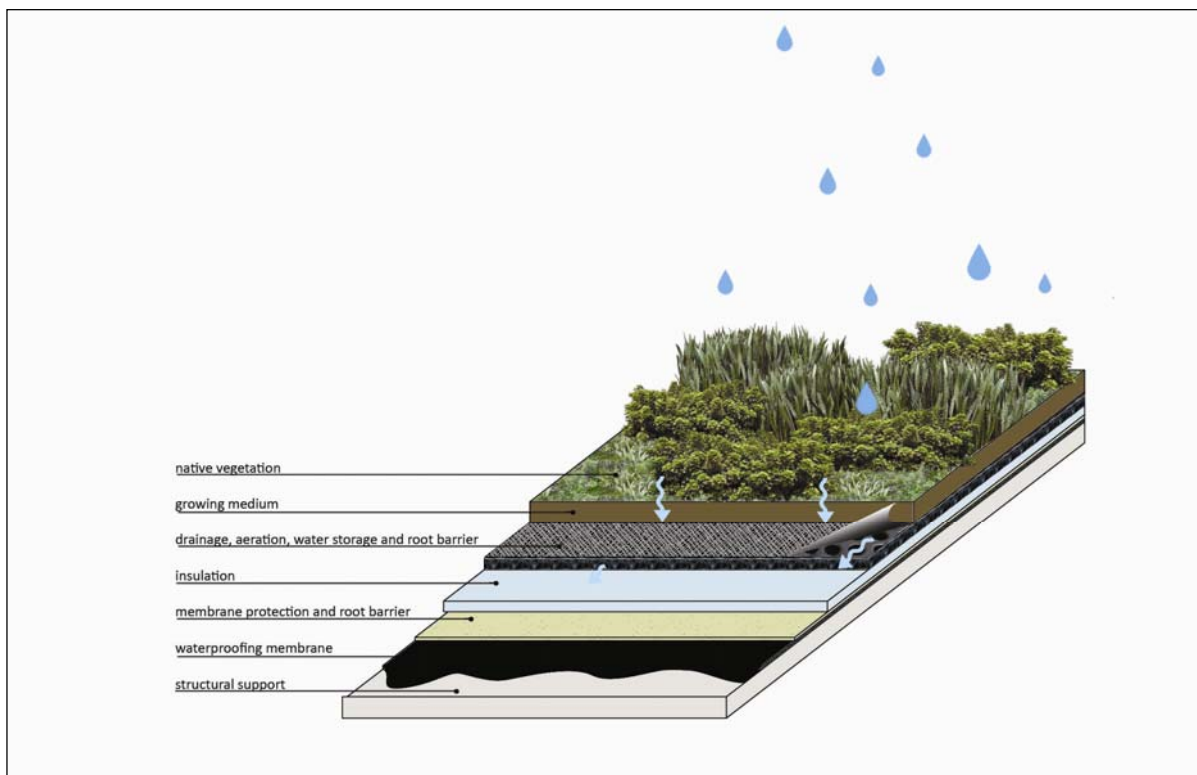 native vegetation
growing medium
drainage, aeration, water storage and root barrier
insulation
membrane protection and root barrier
waterproofing membrane
structural support